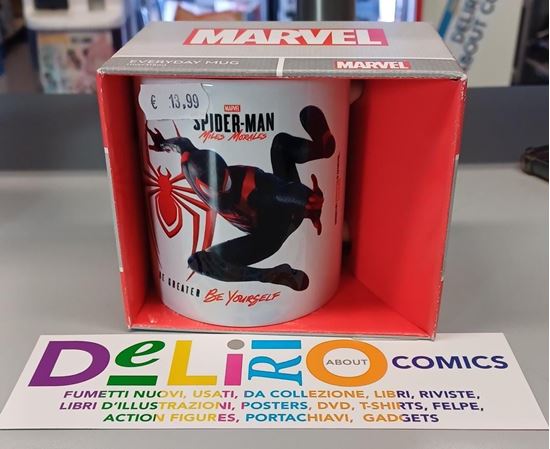 MARVEL
EVERYDAY MUG
MARVEL
€ 13,99
MARVEL
SPIDER-MAN
MILES MORALES
BE GREATER BE YOURSELF
DELIRIO ABOUT COMICS
FUMETTI NUOVI, USATI, DA COLLEZIONE, LIBRI, RIVISTE,
LIBRI D'ILLUSTRAZIONI, POSTERS, DVD, T-SHIRTS, FELPE,
ACTION FIGURES, PORTACHIAVI, GADGETS